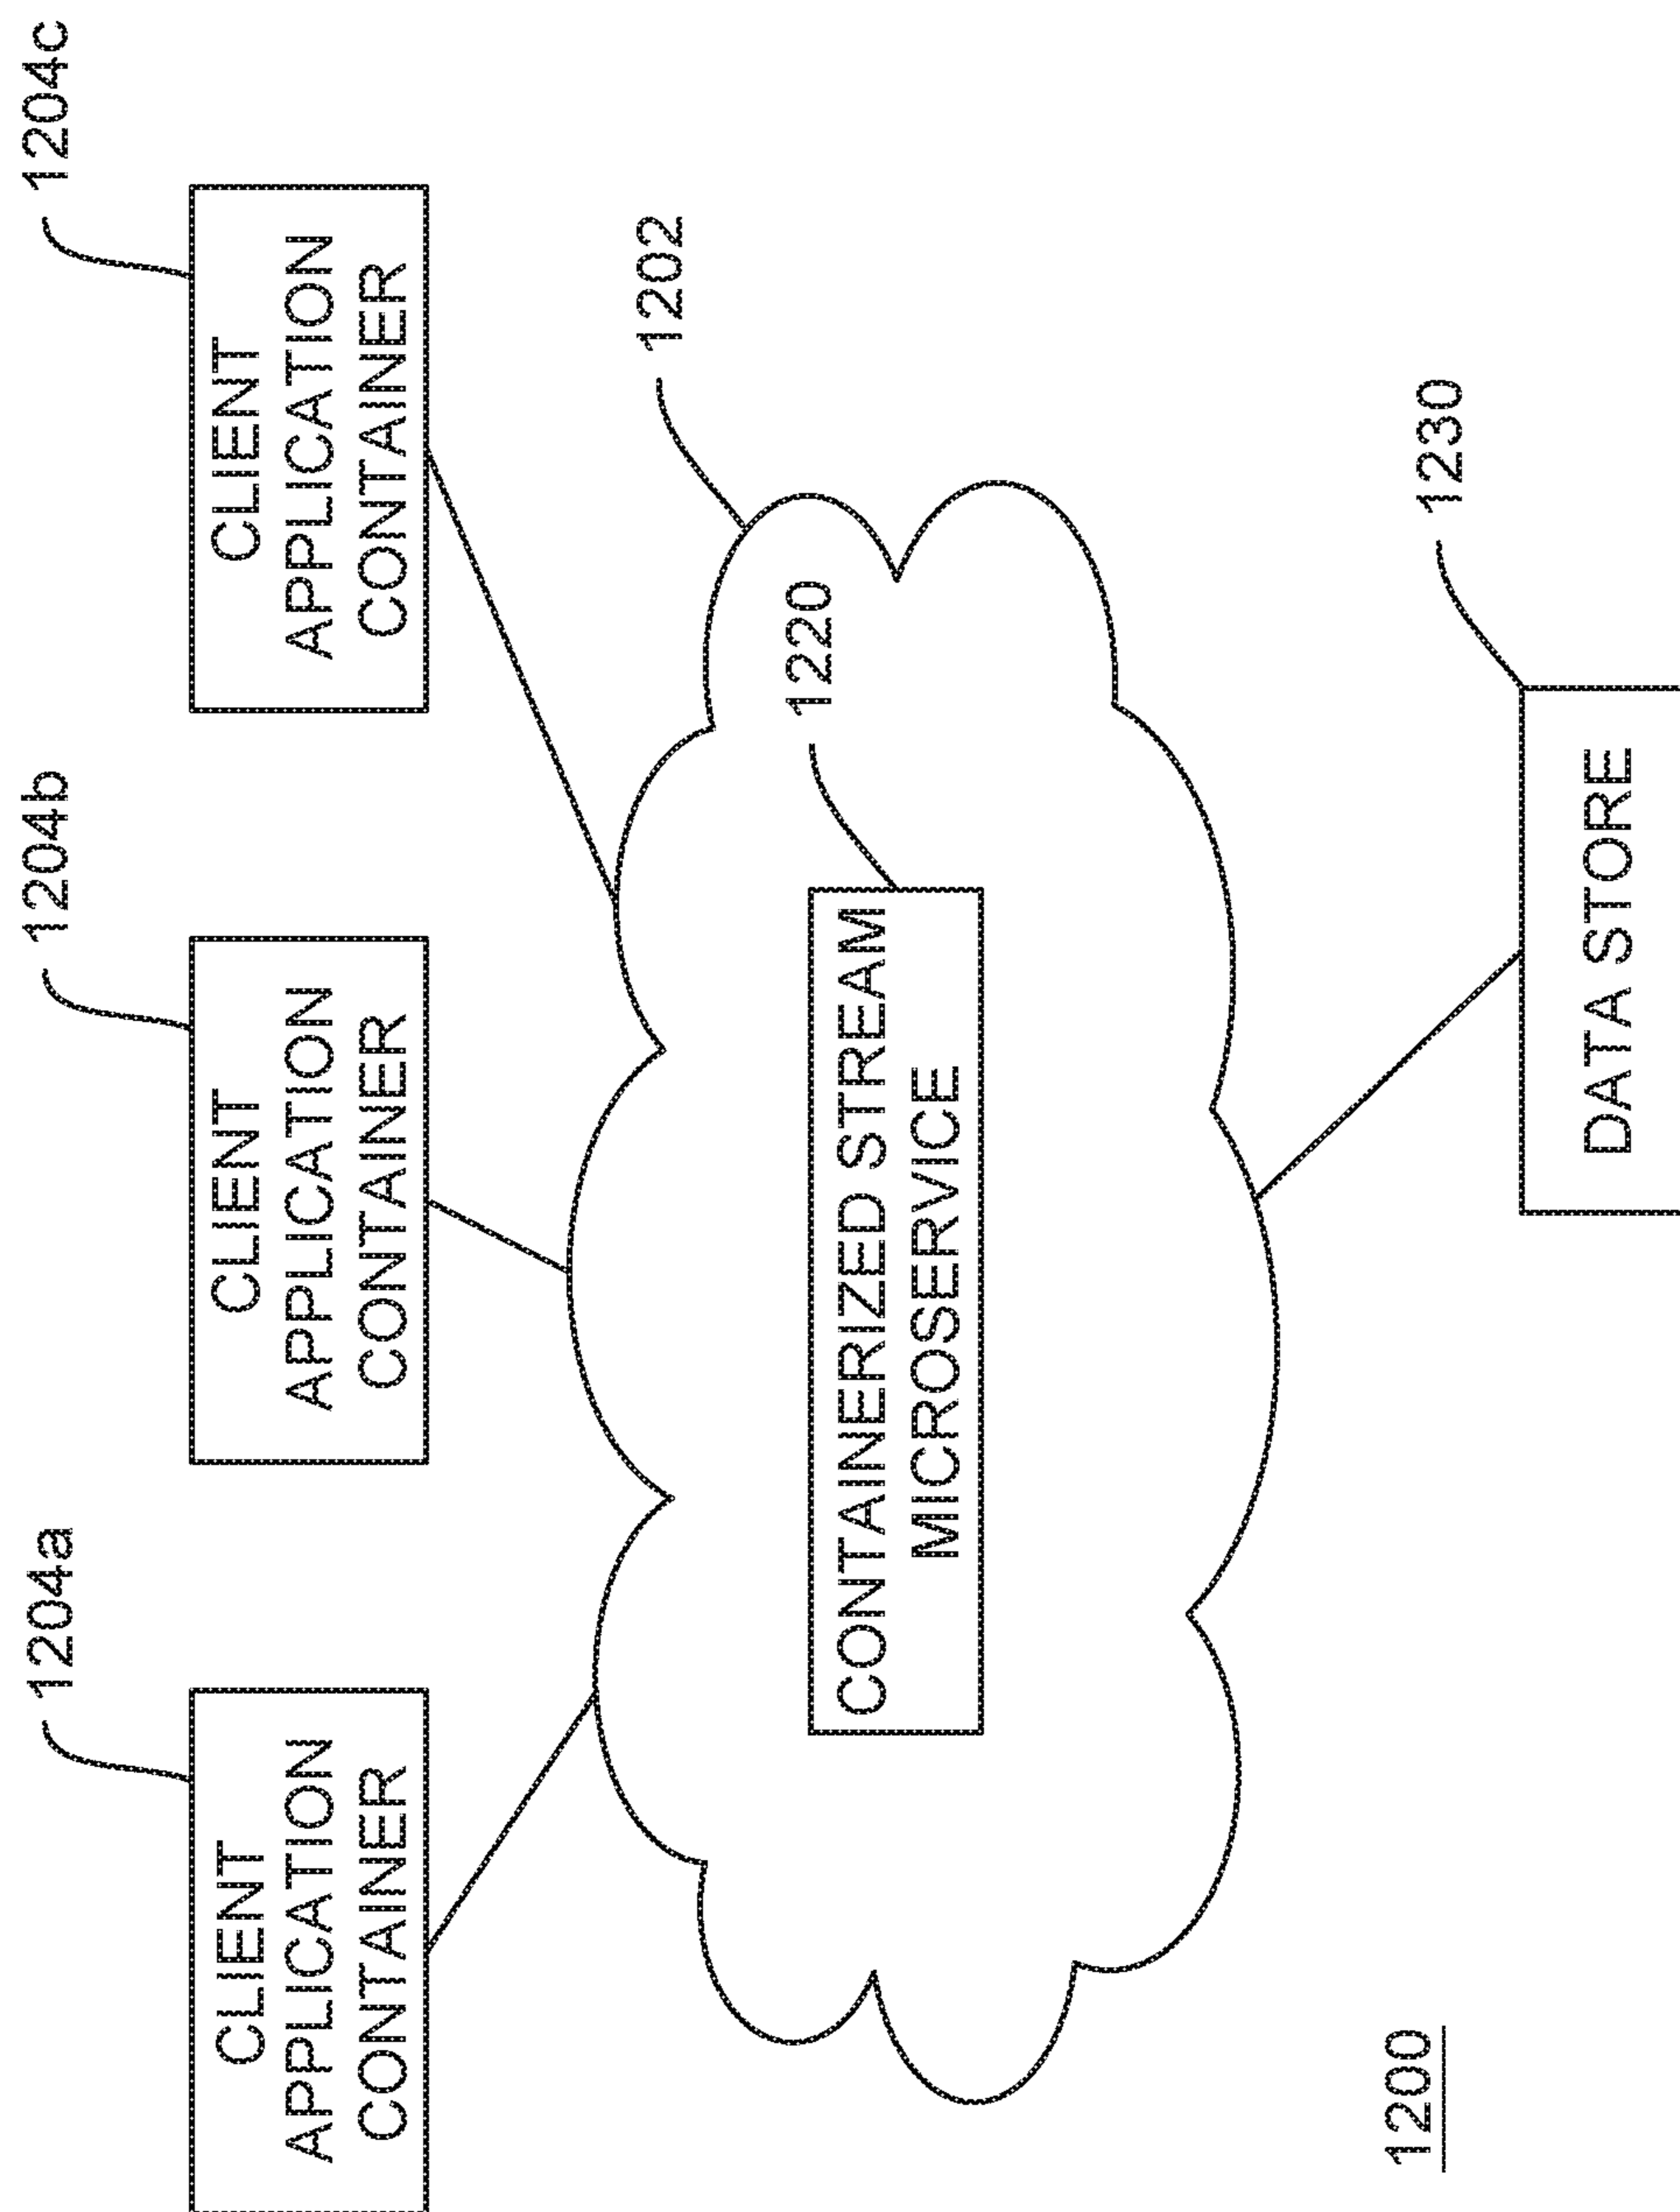 1204a
1204b
1204c
CLIENT
APPLICATION
CONTAINER
CLIENT
APPLICATION
CONTAINER
CLIENT
APPLICATION
CONTAINER
1202
1220
CONTAINERIZED STREAM
MICROSERVICE
1200
1230
DATA STORE